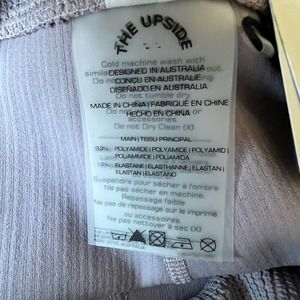 THE UPSIDE
Cold machine wash with
DESIGNED IN AUSTRALIA
CONÇU EN AUSTRALIE
DISEÑADO EN AUSTRALIA
Do not tumble dry
MADE IN CHINA | FABRIQUÉ EN CHINE
HECHO EN CHINA
accessories
Do not Dry Clean (X)
MAIN | TISSU PRINCIPAL
POLYAMIDE | POLYAMIDE |
POLIAMMIDE | POLIAMIDA
ELASTANE | ELASTHANNE | ELASTAN |
ELASTAN | ELASTANO
Suspendre pour sécher à l'ombre
Ne pas sécher en machine.
Repassage faible
Ne pas de repassage sur le imprimé
ou accessoires
Ne pas nettoyer à sec (X)